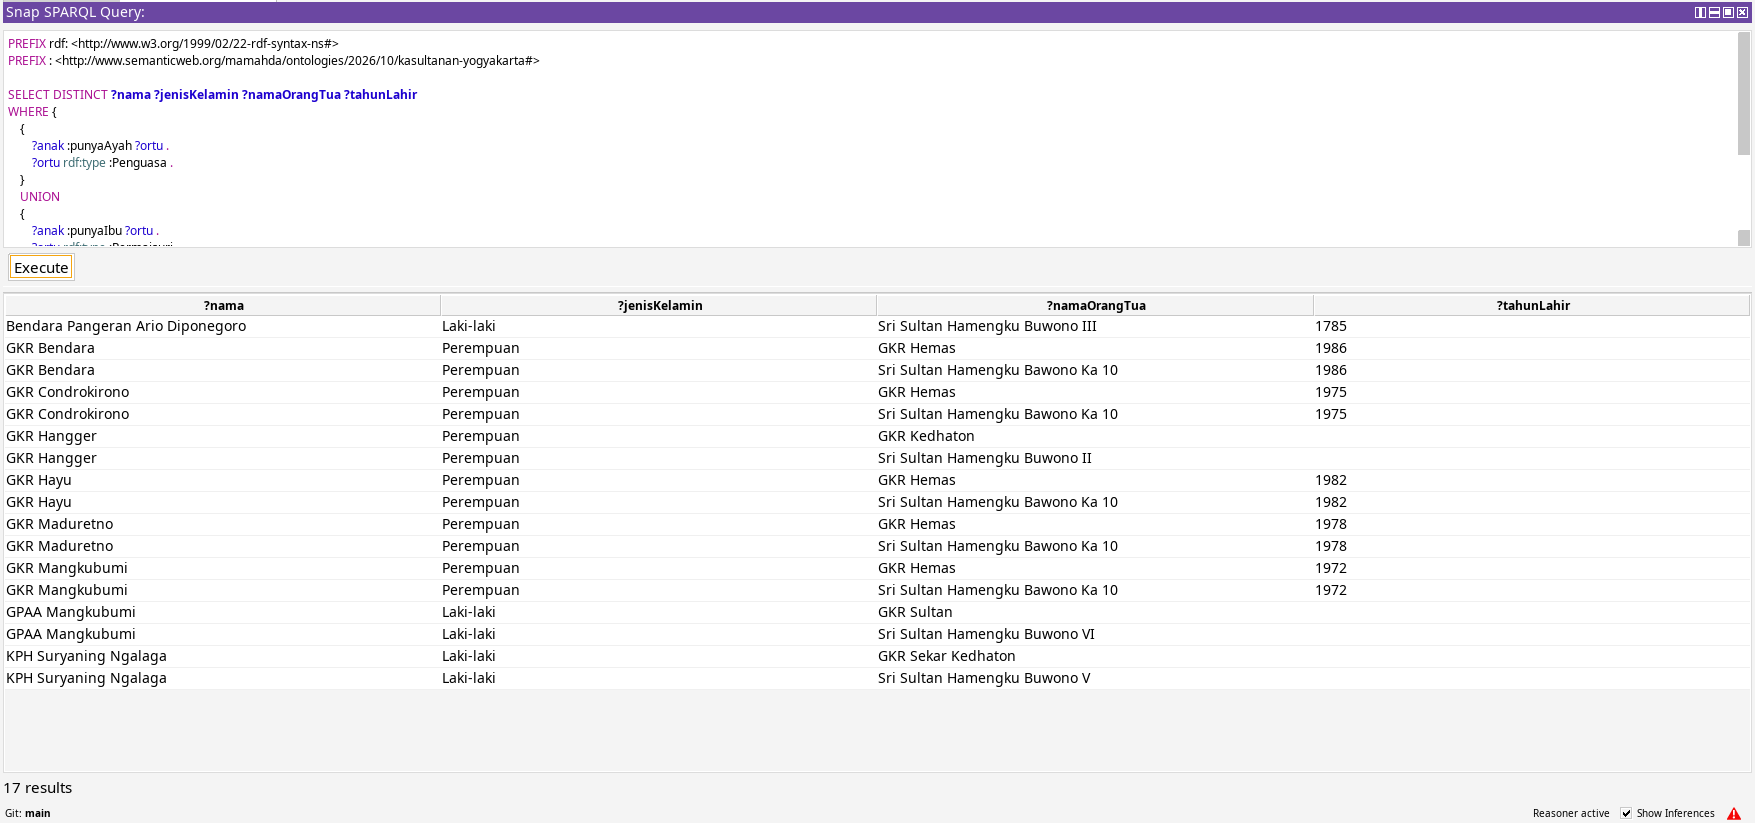 Snap SPARQL Query:
PREFIX rdf: <http://www.w3.org/1999/02/22-rdf-syntax-ns#>
PREFIX : <http://www.semanticweb.org/mamahda/ontologies/2026/10/kasultanan-yogyakarta#>
SELECT DISTINCT ?nama ?jenisKelamin ?namaOrangTua ?tahunLahir
WHERE {
{
?anak :punyaAyah ?ortu .
?ortu rdf:type :Penguasa .
}
UNION
{
?anak :punyaIbu ?ortu .
?ortu rdf:type :Permaisuri
Execute
?nama ?jenisKelamin ?namaOrangTua ?tahunLahir
Bendara Pangeran Ario Diponegoro Laki-laki Sri Sultan Hamengku Buwono III 1785
GKR Bendara Perempuan GKR Hemas 1986
GKR Bendara Perempuan Sri Sultan Hamengku Bawono Ka 10 1986
GKR Condrokirono Perempuan GKR Hemas 1975
GKR Condrokirono Perempuan Sri Sultan Hamengku Bawono Ka 10 1975
GKR Hangger Perempuan GKR Kedhaton
GKR Hangger Perempuan Sri Sultan Hamengku Buwono II
GKR Hayu Perempuan GKR Hemas 1982
GKR Hayu Perempuan Sri Sultan Hamengku Bawono Ka 10 1982
GKR Maduretno Perempuan GKR Hemas 1978
GKR Maduretno Perempuan Sri Sultan Hamengku Bawono Ka 10 1978
GKR Mangkubumi Perempuan GKR Hemas 1972
GKR Mangkubumi Perempuan Sri Sultan Hamengku Bawono Ka 10 1972
GPAA Mangkubumi Laki-laki GKR Sultan
GPAA Mangkubumi Laki-laki Sri Sultan Hamengku Buwono VI
KPH Suryaning Ngalaga Laki-laki GKR Sekar Kedhaton
KPH Suryaning Ngalaga Laki-laki Sri Sultan Hamengku Buwono V
17 results
Git: main Reasoner active Show Inferences